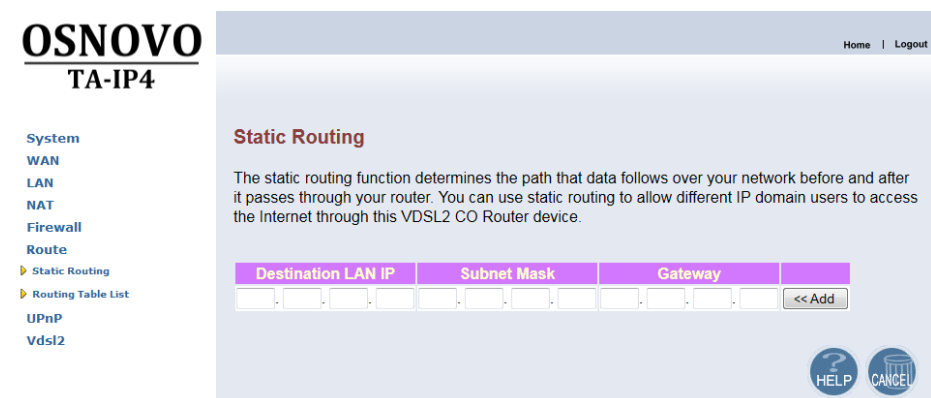 OSNOVO
TA-IP4
Home | Logout
System
WAN
LAN
NAT
Firewall
Route
Static Routing
Routing Table List
UPnP
Vdsl2
Static Routing
The static routing function determines the path that data follows over your network before and after
it passes through your router. You can use static routing to allow different IP domain users to access
the Internet through this VDSL2 CO Router device.
Destination LAN IP Subnet Mask Gateway
. . . . . . . . . << Add
HELP CANCEL